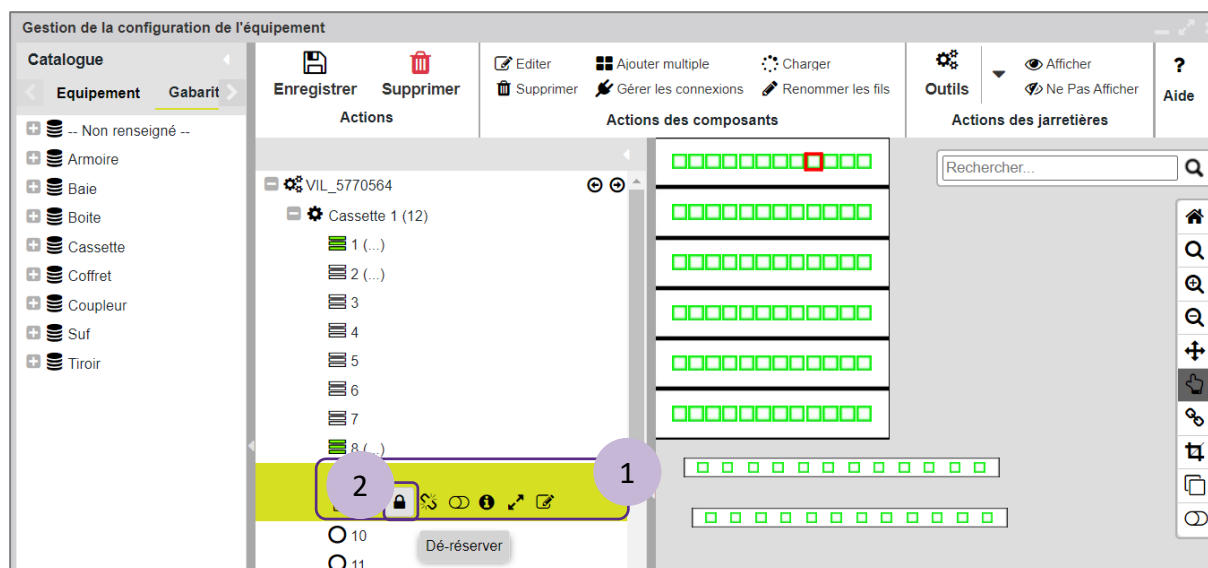 Gestion de la configuration de l'équipement
Catalogue
Equipement Gabarit
-- Non renseigné --
Armoire
Baie
Boite
Cassette
Coffret
Coupleur
Suf
Tiroir
Enregistrer Supprimer
Actions
Editer Ajouter multiple Charger
Supprimer Gérer les connexions Renommer les fils
Actions des composants
Outils Afficher
Ne Pas Afficher
Actions des jarretières
?
Aide
VIL_5770564
Cassette 1 (12)
1 (...)
2 (...)
3
4
5
6
7
8 (...)
1
2
10
Dé-réserver
11
Rechercher...